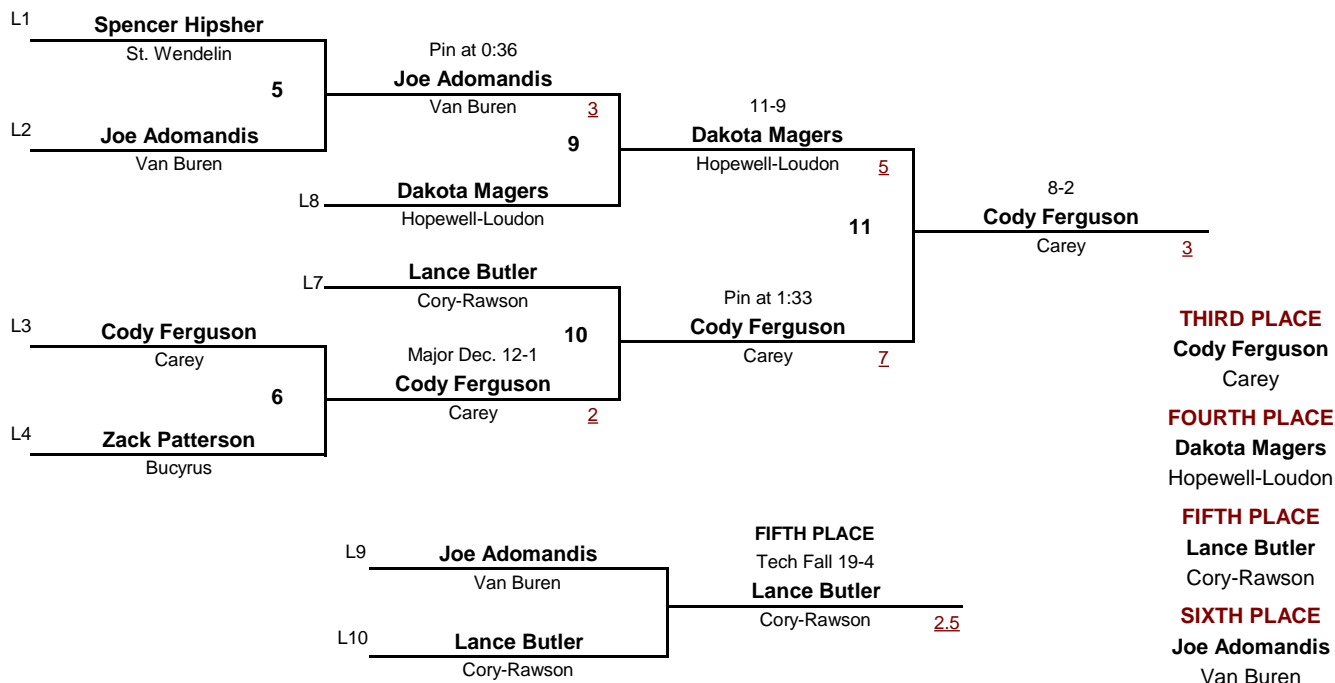 L1
Spencer Hipsher
St. Wendelin
5
Pin at 0:36
Joe Adomandis
Van Buren
3
L2
Joe Adomandis
Van Buren
9
11-9
Dakota Magers
Hopewell-Loudon
5
L8
Dakota Magers
Hopewell-Loudon
11
8-2
Cody Ferguson
Carey
3
L7
Lance Butler
Cory-Rawson
10
Pin at 1:33
Cody Ferguson
Carey
7
L3
Cody Ferguson
Carey
6
Major Dec. 12-1
Cody Ferguson
Carey
2
L4
Zack Patterson
Bucyrus
THIRD PLACE
Cody Ferguson
Carey
FOURTH PLACE
Dakota Magers
Hopewell-Loudon
FIFTH PLACE
Lance Butler
Cory-Rawson
SIXTH PLACE
Joe Adomandis
Van Buren
L9
Joe Adomandis
Van Buren
FIFTH PLACE
Tech Fall 19-4
Lance Butler
Cory-Rawson
2.5
L10
Lance Butler
Cory-Rawson